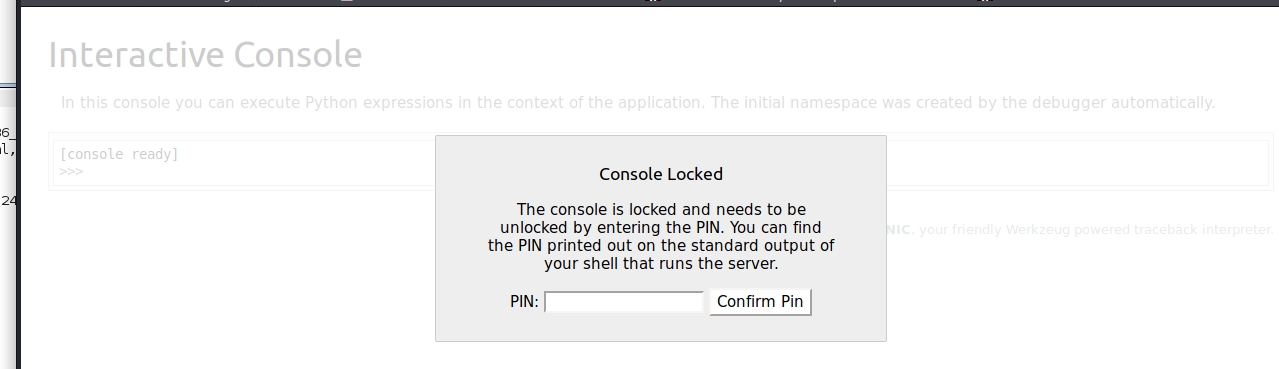 Interactive Console
In this console you can execute Python expressions in the context of the application. The initial namespace was created by the debugger automatically.
36_
al,
[console ready]
>>>
24
Console Locked
The console is locked and needs to be
unlocked by entering the PIN. You can find
the PIN printed out on the standard output of
your shell that runs the server.
NIC, your friendly Werkzeug powered traceback interpreter.
PIN: Confirm Pin